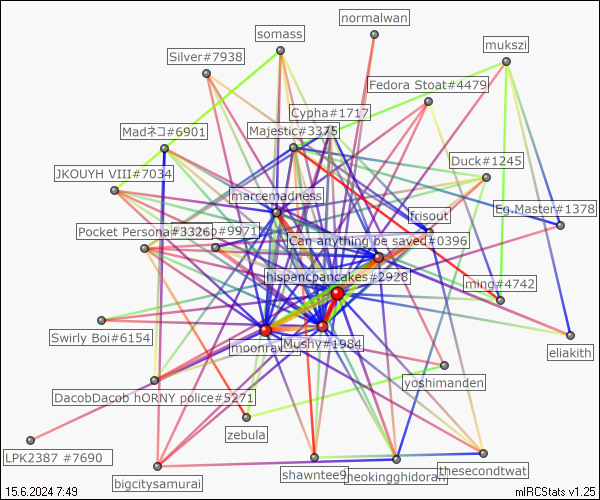 normalwan
somass
mukszi
Silver#7938
Fedora Stoat#4479
Cypha#1717
Madネコ#6901
Majestic#3375
Duck#1245
JKOUYH VIII#7034
marcemadness
Eg.Master#1378
frisout
Pocket Persona#3326
#9971
Can anything be saved#0396
hispancpancakes#2928
ming#4742
Swirly Boi#6154
Mushy#1984
eliakith
yoshimanden
DacobDacob hORNY police#5271
zebula
LPK2387 #7690
bigcitysamurai
shawntee9
neokingghidorah
thesecondtwat
15.6.2024 7:49
mIRCStats v1.25